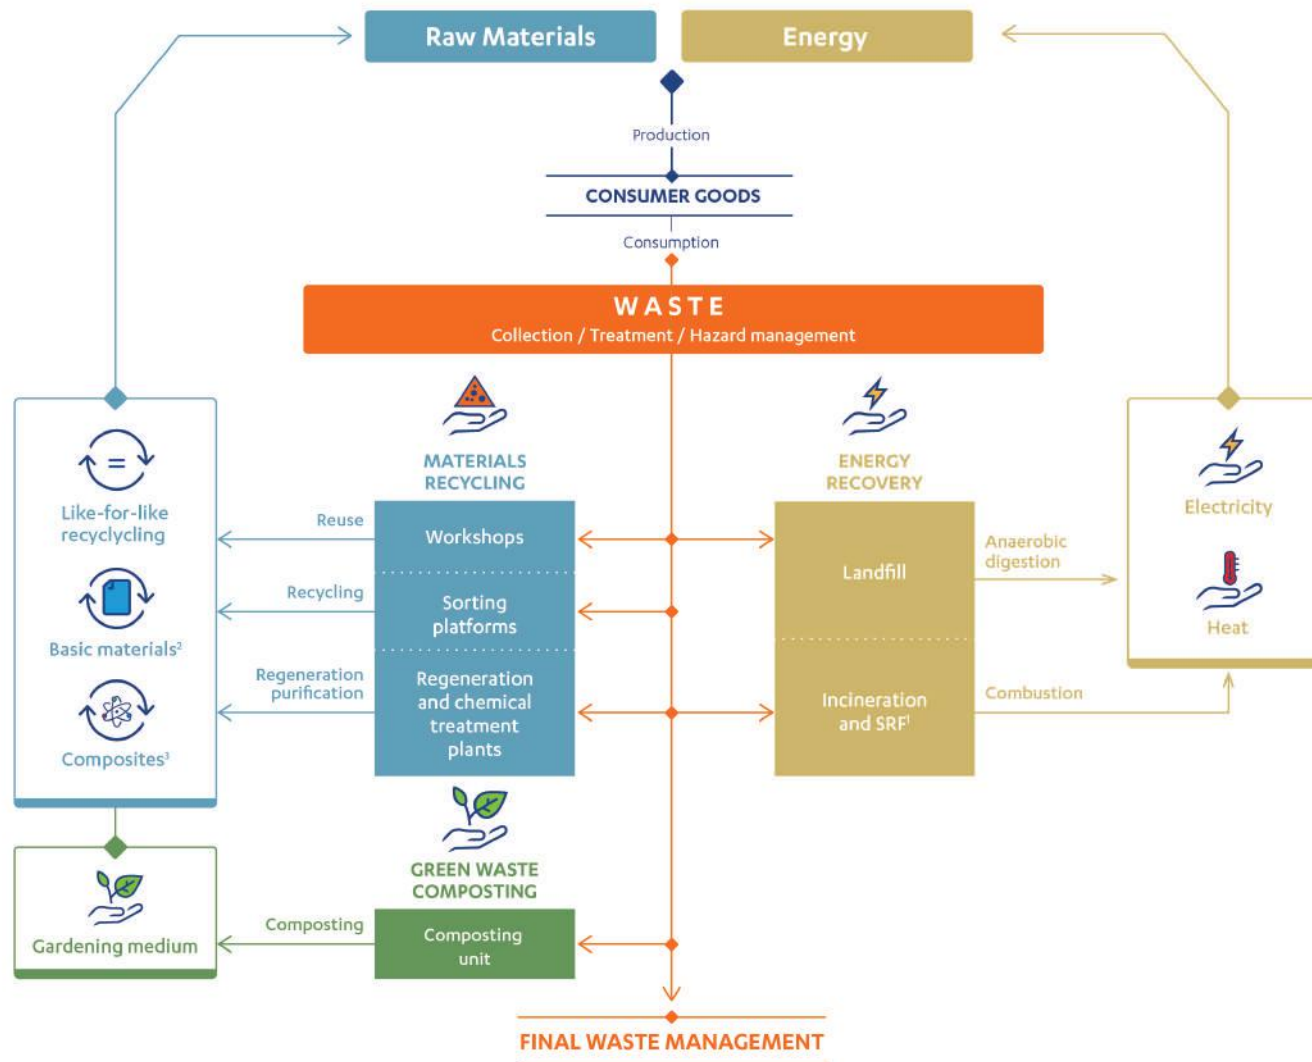 Raw Materials
Energy
Production
CONSUMER GOODS
Consumption
WASTE
Collection / Treatment / Hazard management
MATERIALS
RECYCLING
ENERGY
RECOVERY
Like-for-like
recyclycing
Reuse
Workshops
Landfill
Anaerobic
digestion
Electricity
Heat
Basic materials²
Recycling
Sorting
platforms
Composites³
Regeneration
purification
Regeneration
and chemical
treatment
plants
Incineration
and SRF¹
Combustion
GREEN WASTE
COMPOSTING
Gardening medium
Composting
Composting
unit
FINAL WASTE MANAGEMENT